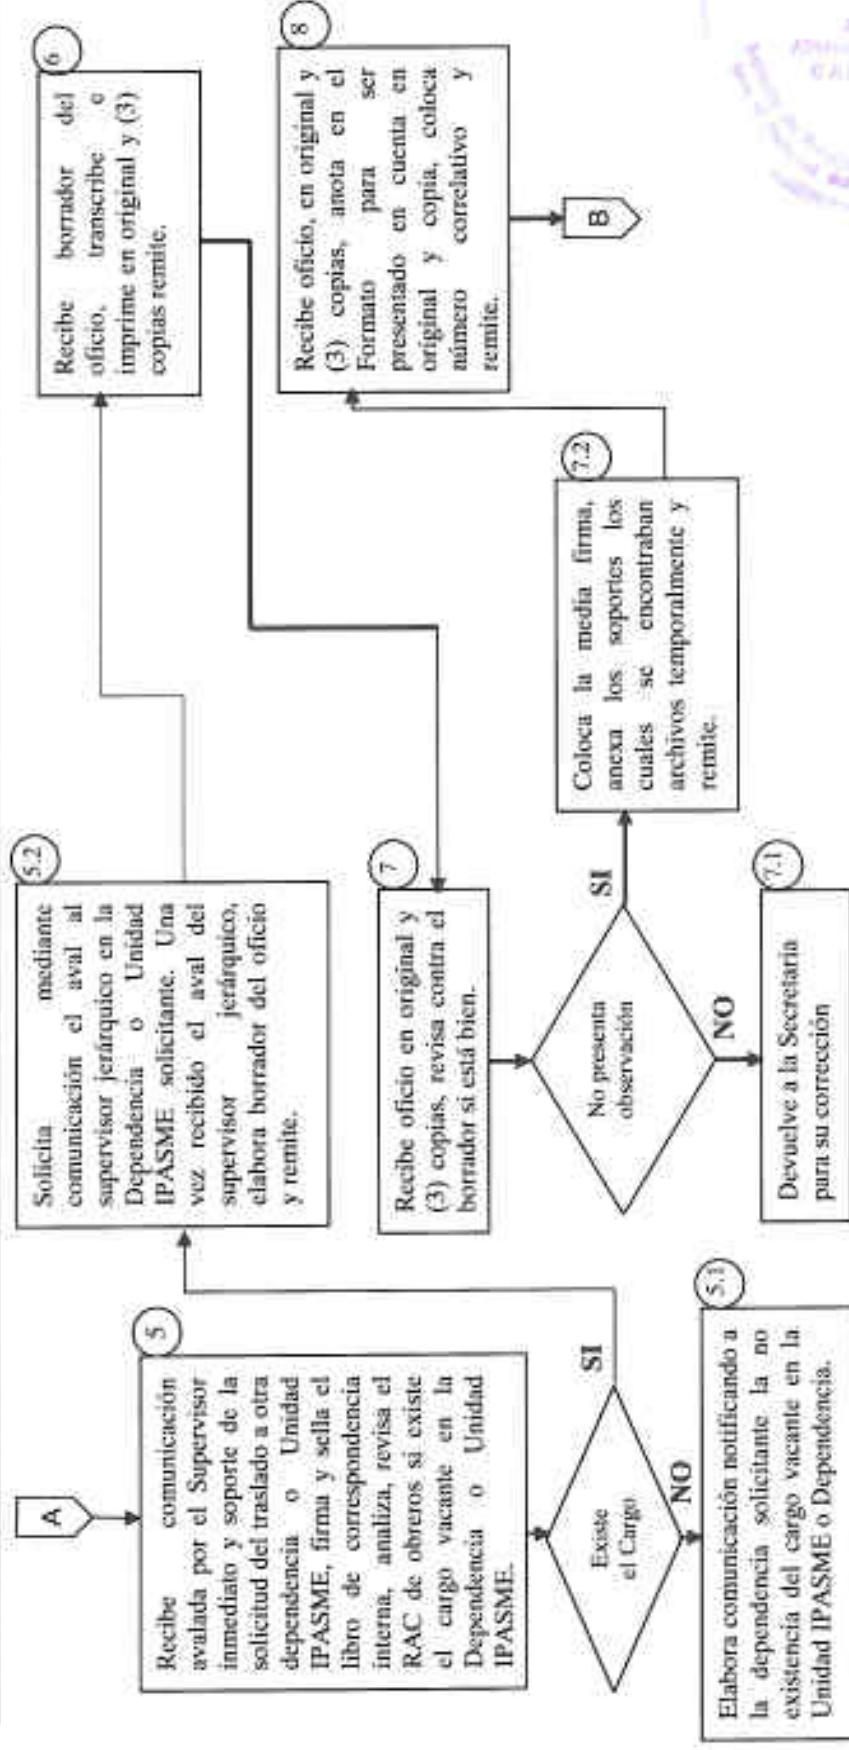 A
5
Recibe comunicación
avalada por el Supervisor
inmediato y soporte de la
solicitud del traslado a otra
dependencia o Unidad
IPASME, firma y sella el
libro de correspondencia
interna, analiza, revisa el
RAC de obreros si existe
el cargo vacante en la
Dependencia o Unidad
IPASME.
Existe
el Cargo
SI
NO
5.1
Elabora comunicación notificando a
la dependencia solicitante la no
existencia del cargo vacante en la
Unidad IPASME o Dependencia.
5.2
Solicita mediante
comunicación el aval al
supervisor jerárquico en la
Dependencia o Unidad
IPASME solicitante. Una
vez recibido el aval del
supervisor jerárquico,
elabora borrador del oficio
y remite.
6
Recibe borrador del
oficio, transcribe e
imprime en original y (3)
copias remite.
7
Recibe oficio en original y
(3) copias, revisa contra el
borrador si está bien.
No presenta
observación
SI
NO
7.1
Devuelve a la Secretaria
para su corrección
7.2
Coloca la media firma,
anexa los soportes los
cuales se encontraban
archivos temporalmente y
remite.
8
Recibe oficio, en original y
(3) copias, anota en el
Formato para ser
presentado en cuenta en
original y copia, coloca
número correlativo y
remite.
B